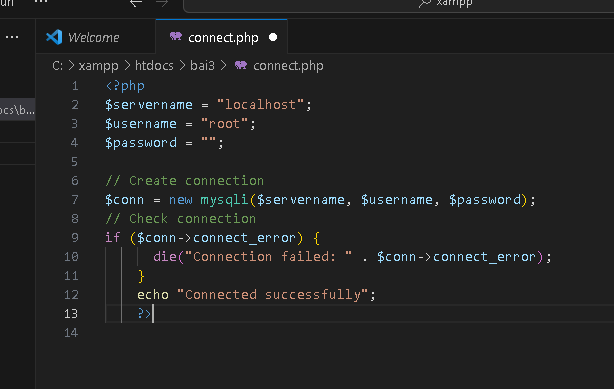 xampp
Welcome
connect.php
C: > xampp > htdocs > bai3 > connect.php
1 <?php
2 $servername = "localhost";
3 $username = "root";
4 $password = "";
5
6 // Create connection
7 $conn = new mysqli($servername, $username, $password);
8 // Check connection
9 if ($conn->connect_error) {
10 die("Connection failed: " . $conn->connect_error);
11 }
12 echo "Connected successfully";
13 ?>
14